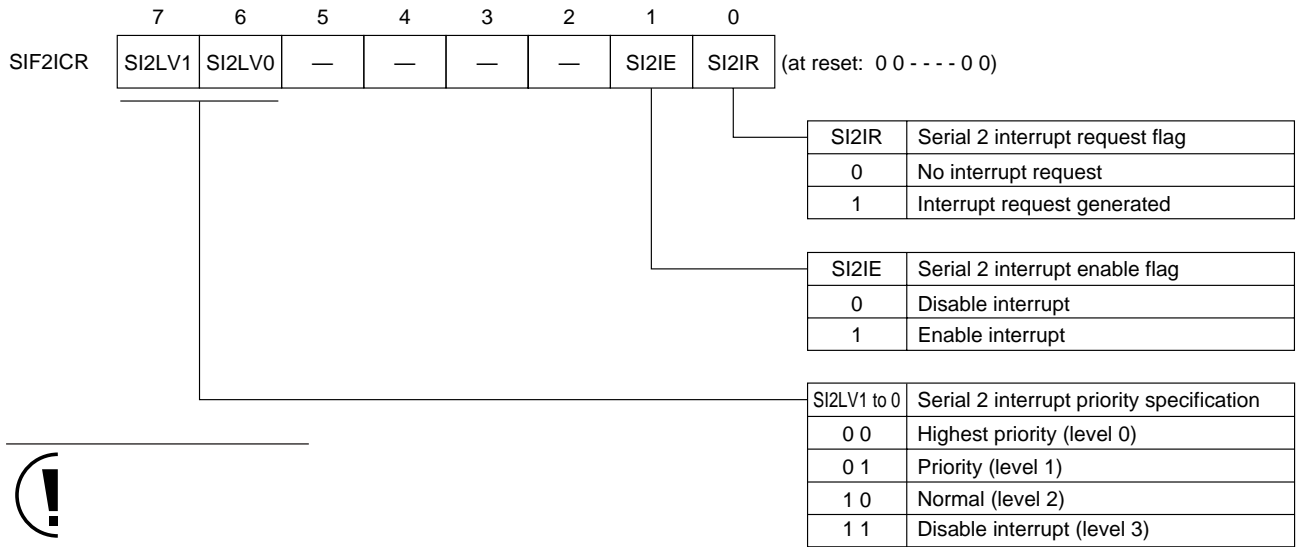 7 6 5 4 3 2 1 0
SIF2ICR SI2LV1 SI2LV0 — — — — SI2IE SI2IR (at reset: 0 0 - - - - 0 0)
SI2IR Serial 2 interrupt request flag
0 No interrupt request
1 Interrupt request generated
SI2IE Serial 2 interrupt enable flag
0 Disable interrupt
1 Enable interrupt
SI2LV1 to 0 Serial 2 interrupt priority specification
0 0 Highest priority (level 0)
0 1 Priority (level 1)
1 0 Normal (level 2)
1 1 Disable interrupt (level 3)
!